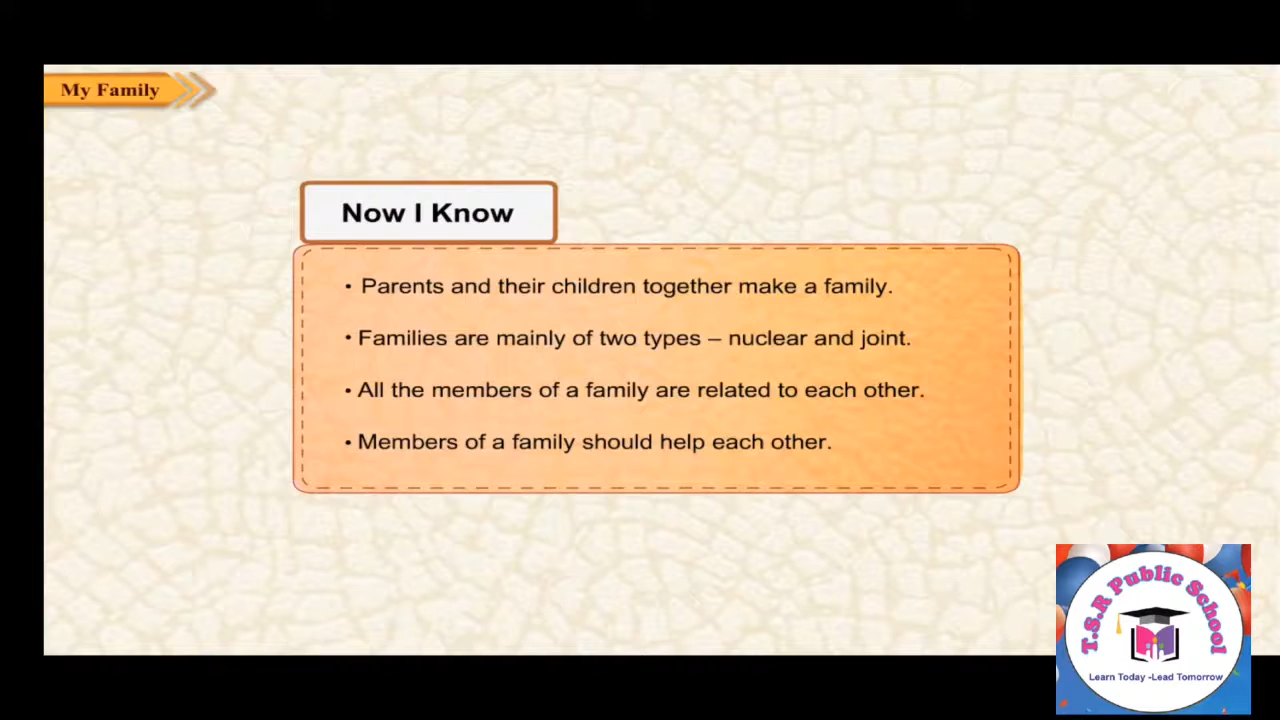 My Family
Now I Know
• Parents and their children together make a family.
• Families are mainly of two types – nuclear and joint.
• All the members of a family are related to each other.
• Members of a family should help each other.
T.S.R Public School
Learn Today -Lead Tomorrow